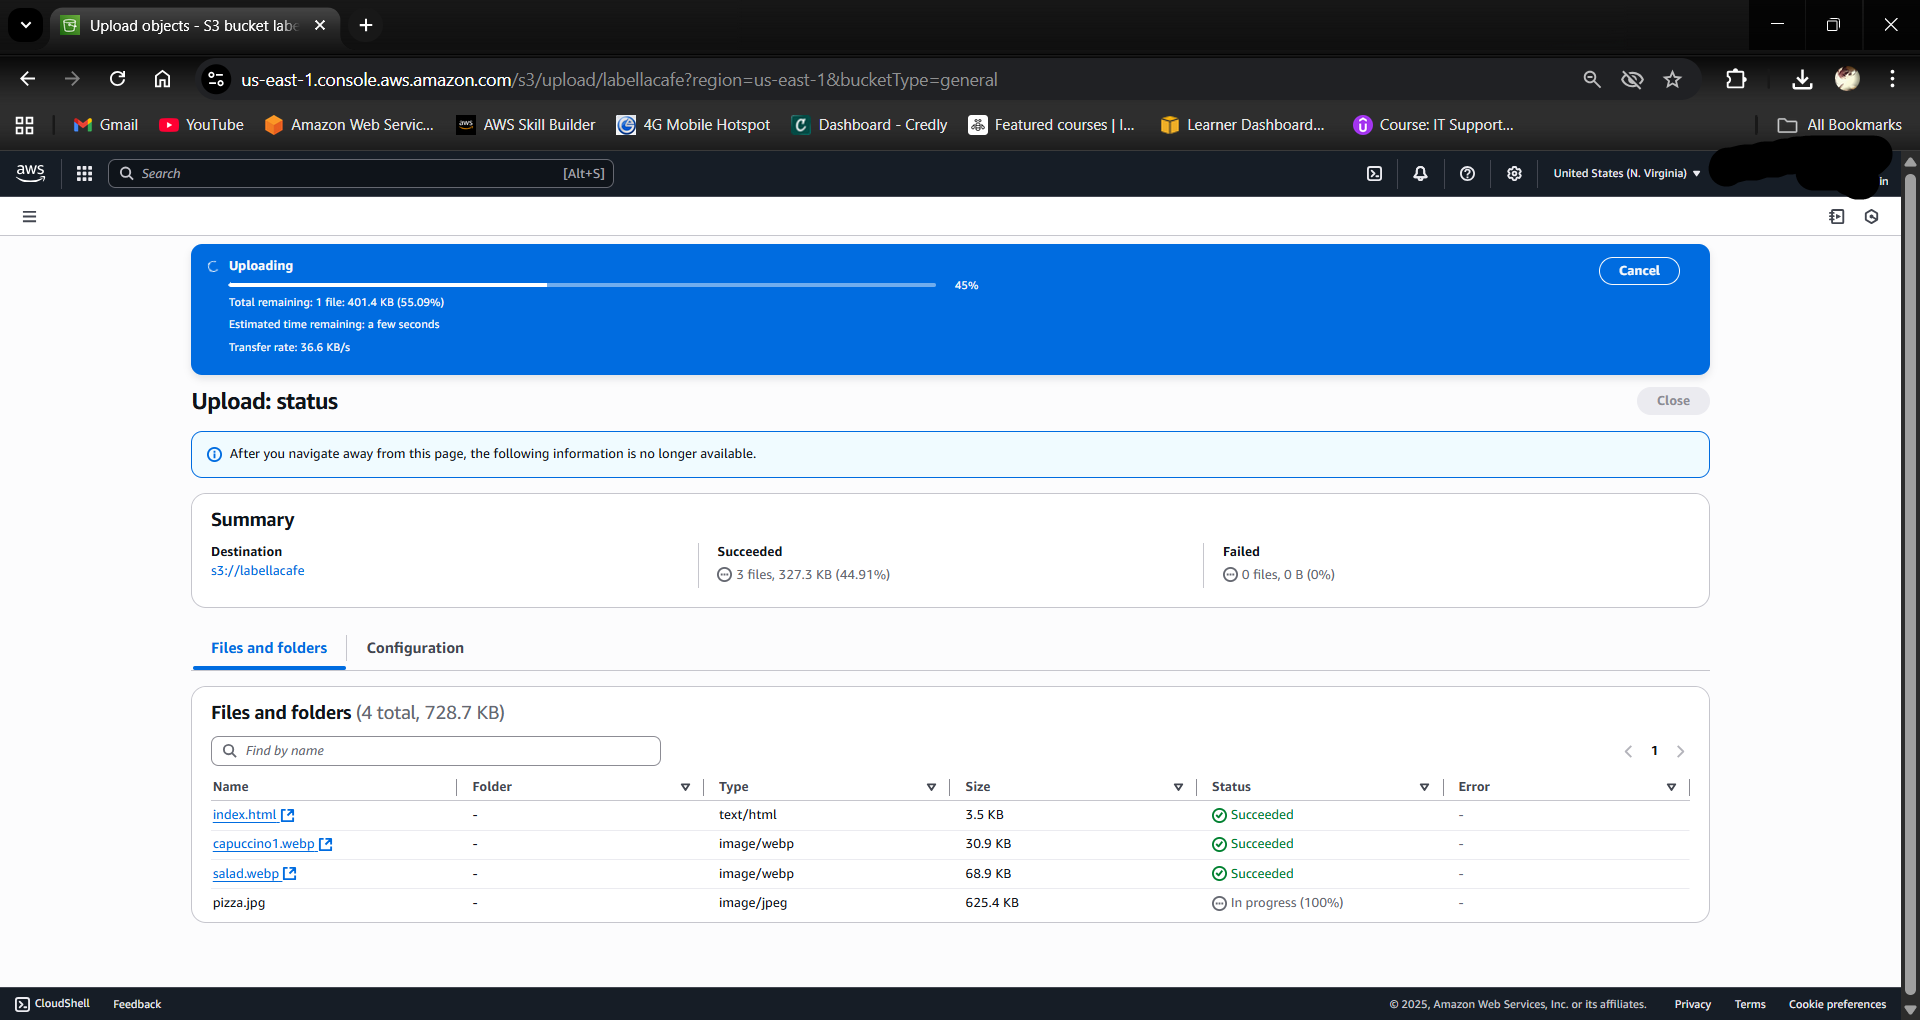 Upload objects - S3 bucket labe
us-east-1.console.aws.amazon.com/s3/upload/labellacafe?region=us-east-1&bucketType=general
Gmail YouTube Amazon Web Servic... AWS Skill Builder 4G Mobile Hotspot Dashboard - Credly Featured courses | I... Learner Dashboard... Course: IT Support... All Bookmarks
aws Search [Alt+S] United States (N. Virginia)
in
Uploading
Cancel
45%
Total remaining: 1 file: 401.4 KB (55.09%)
Estimated time remaining: a few seconds
Transfer rate: 36.6 KB/s
Upload: status
Close
After you navigate away from this page, the following information is no longer available.
Summary
Destination Succeeded Failed
s3://labellacafe 3 files, 327.3 KB (44.91%) 0 files, 0 B (0%)
Files and folders Configuration
Files and folders (4 total, 728.7 KB)
Find by name
1
Name Folder Type Size Status Error
index.html - text/html 3.5 KB Succeeded -
capuccino1.webp - image/webp 30.9 KB Succeeded -
salad.webp - image/webp 68.9 KB Succeeded -
pizza.jpg - image/jpeg 625.4 KB In progress (100%) -
CloudShell Feedback © 2025, Amazon Web Services, Inc. or its affiliates. Privacy Terms Cookie preferences